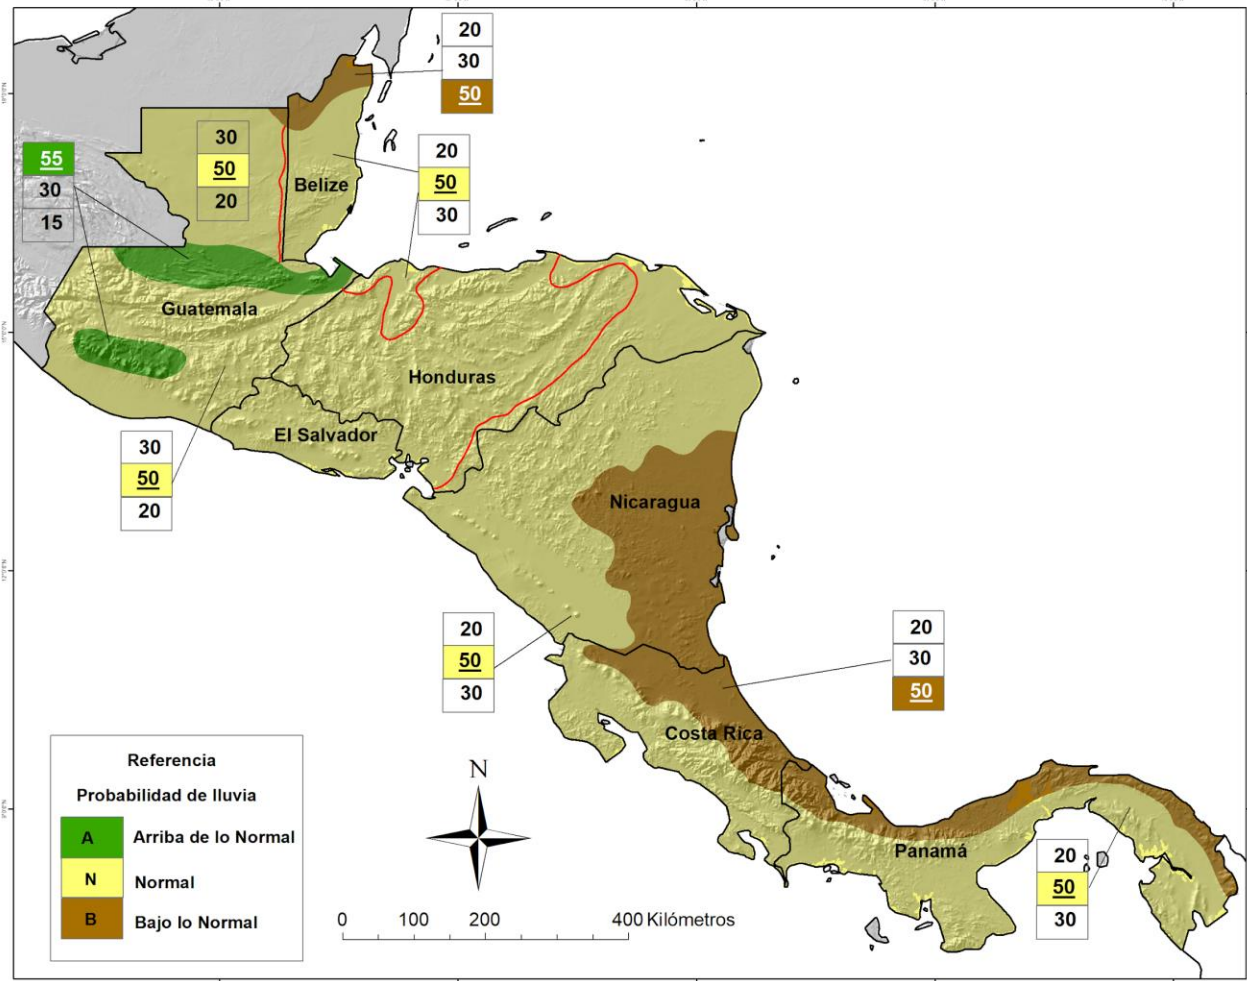 20
30
50
30
50
20
20
50
30
55
30
15
Belize
Guatemala
Honduras
El Salvador
30
50
20
Nicaragua
20
50
30
20
30
50
Costa Rica
Panamá
20
50
30
Referencia
Probabilidad de lluvia
A Arriba de lo Normal
N Normal
B Bajo lo Normal
N
0 100 200 400 Kilómetros